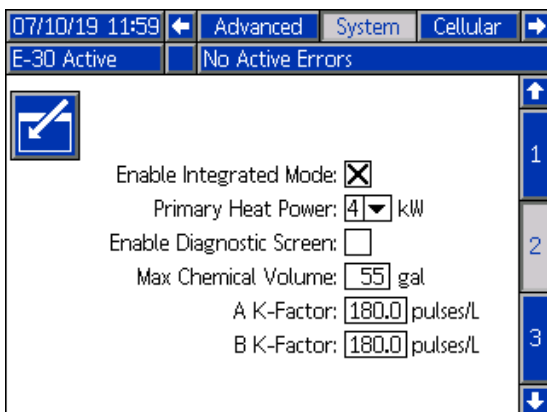 07/10/19 11:59 Advanced System Cellular
E-30 Active No Active Errors
1
Enable Integrated Mode:
Primary Heat Power: 4 kW
Enable Diagnostic Screen:
2
Max Chemical Volume: 55 gal
A K-Factor: 180.0 pulses/L
B K-Factor: 180.0 pulses/L
3